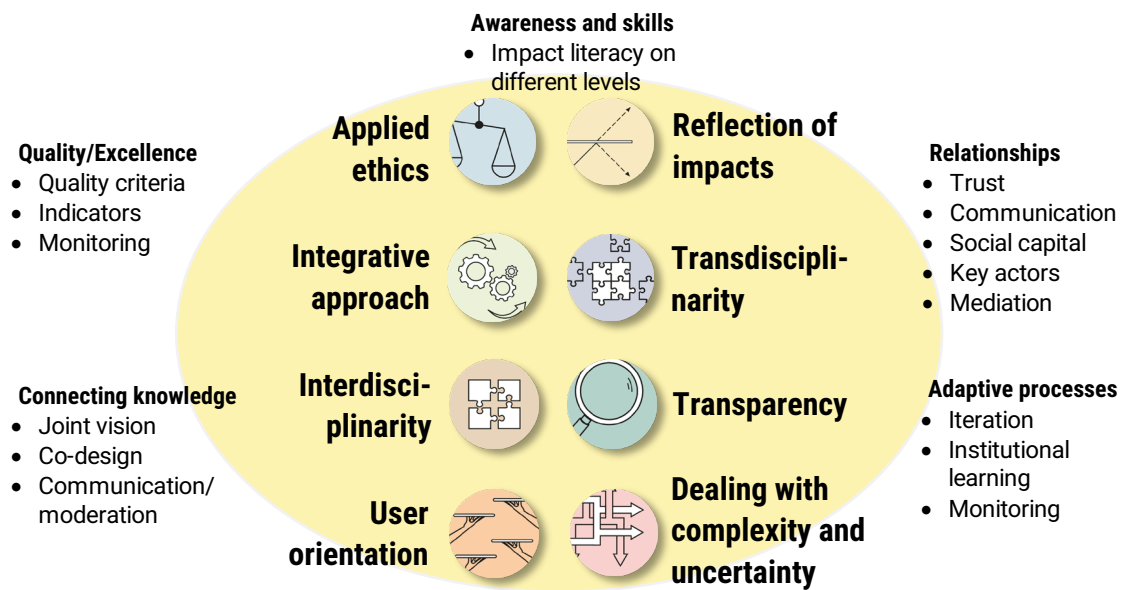 Awareness and skills
• Impact literacy on
different levels
Applied
ethics
Reflection of
impacts
Quality/Excellence
• Quality criteria
• Indicators
• Monitoring
Relationships
• Trust
• Communication
• Social capital
• Key actors
• Mediation
Integrative
approach
Transdiscipli-
narity
Connecting knowledge
• Joint vision
• Co-design
• Communication/
moderation
Interdisci-
plinarity
Transparency
Adaptive processes
• Iteration
• Institutional
learning
• Monitoring
User
orientation
Dealing with
complexity and
uncertainty